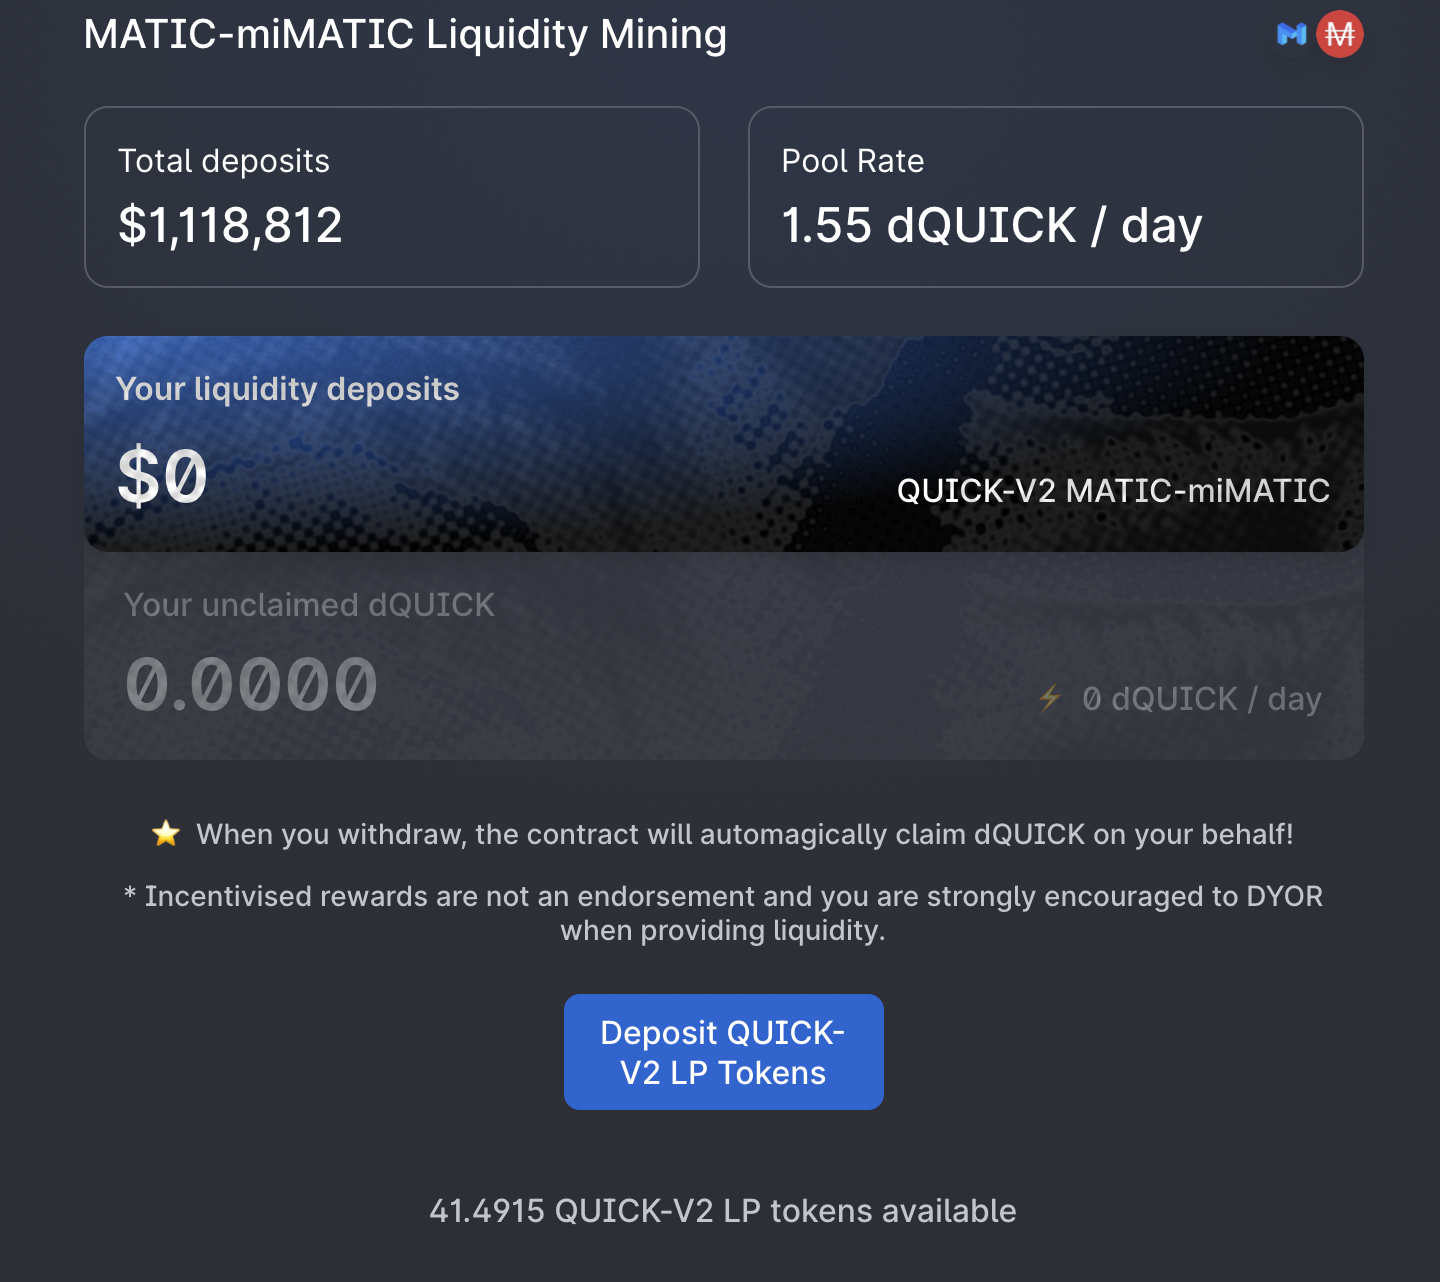 MATIC-miMATIC Liquidity Mining
Total deposits
$1,118,812
Pool Rate
1.55 dQUICK / day
Your liquidity deposits
$0
QUICK-V2 MATIC-miMATIC
Your unclaimed dQUICK
0.0000
⚡ 0 dQUICK / day
⭐ When you withdraw, the contract will automagically claim dQUICK on your behalf!
* Incentivised rewards are not an endorsement and you are strongly encouraged to DYOR
when providing liquidity.
Deposit QUICK-
V2 LP Tokens
41.4915 QUICK-V2 LP tokens available